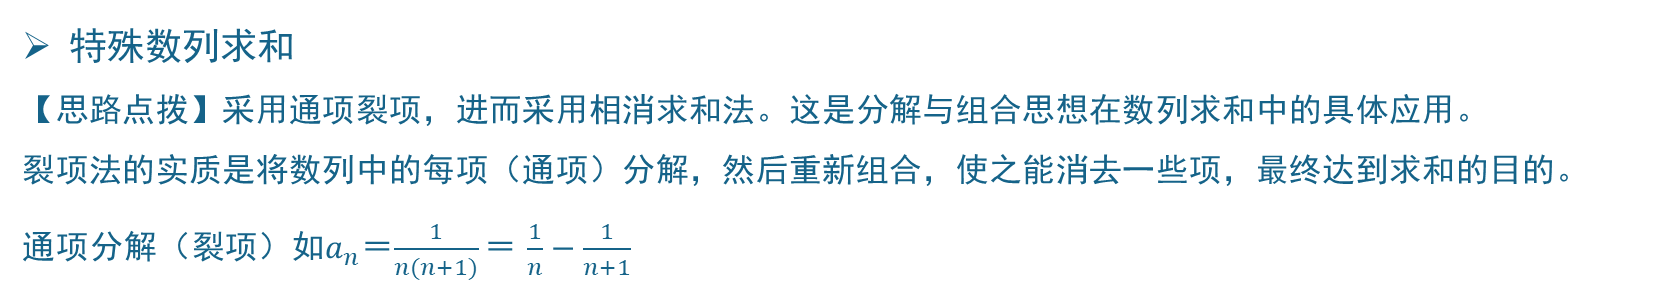 ➢ 特殊数列求和
【思路点拨】采用通项裂项，进而采用相消求和法。这是分解与组合思想在数列求和中的具体应用。
裂项法的实质是将数列中的每项（通项）分解，然后重新组合，使之能消去一些项，最终达到求和的目的。
通项分解（裂项）如$a_n=\frac{1}{n(n+1)}=\frac{1}{n}-\frac{1}{n+1}$